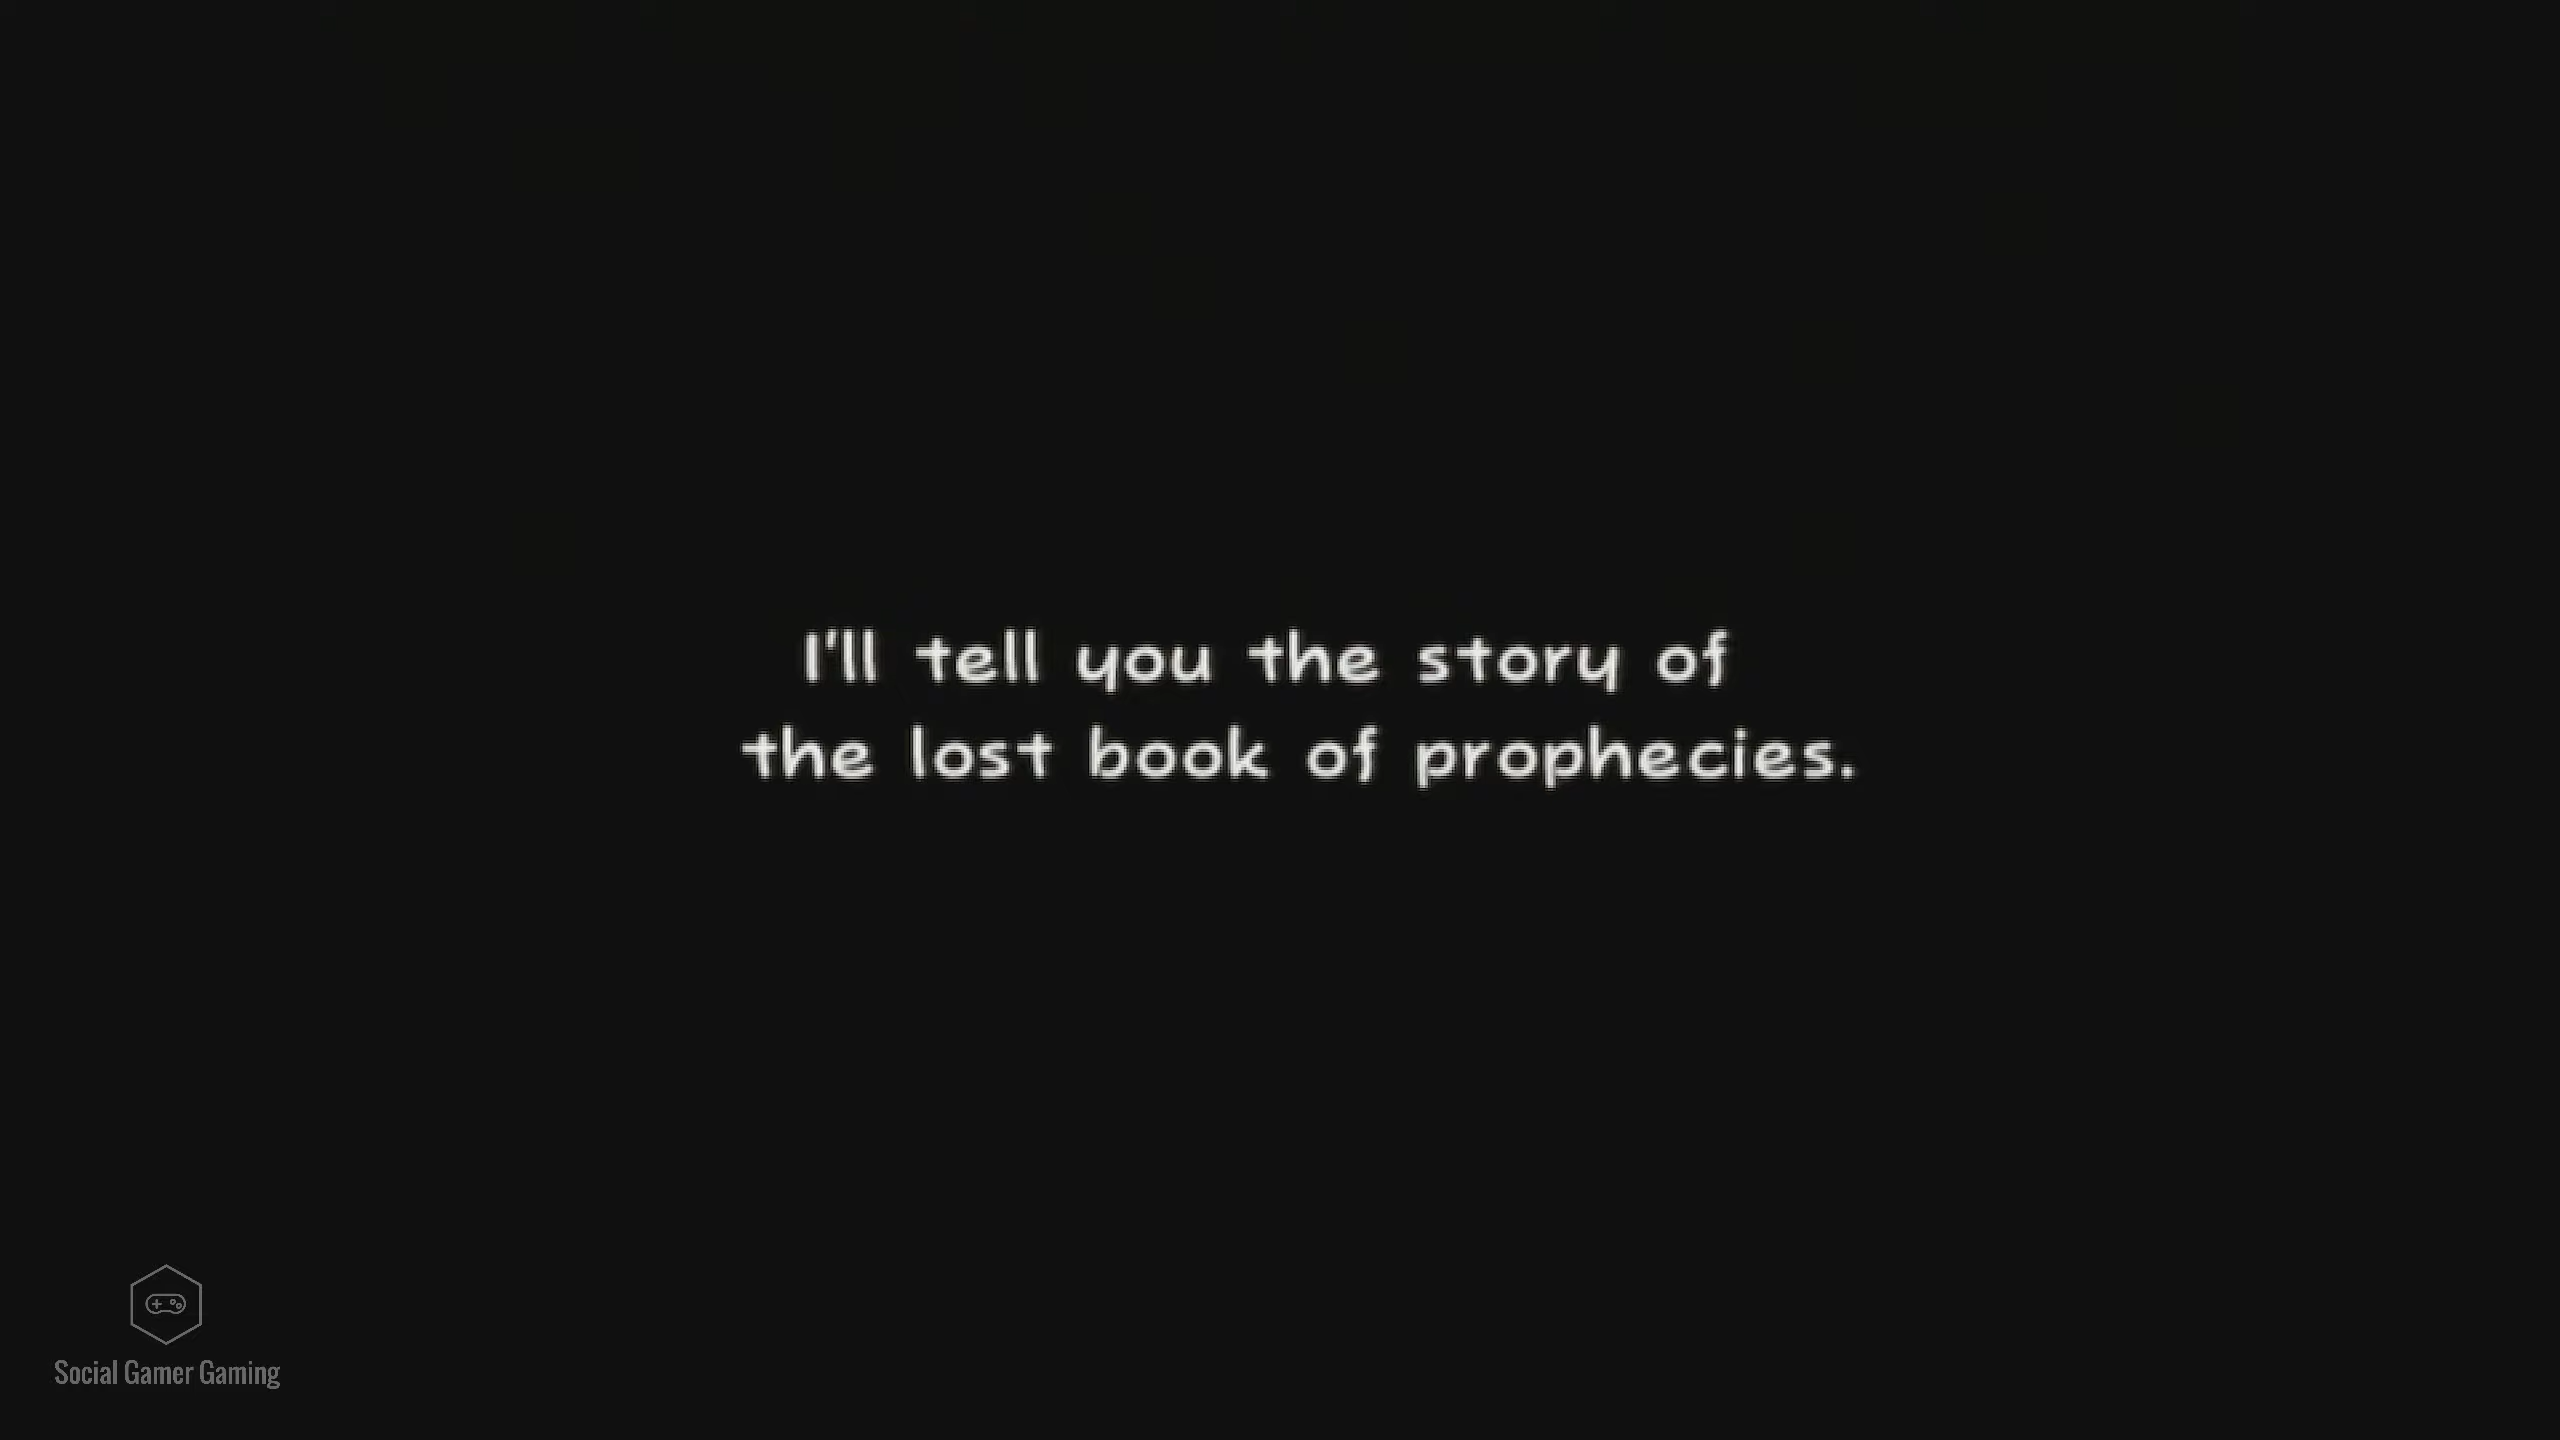 I'll tell you the story of
the lost book of prophecies.
Social Gamer Gaming